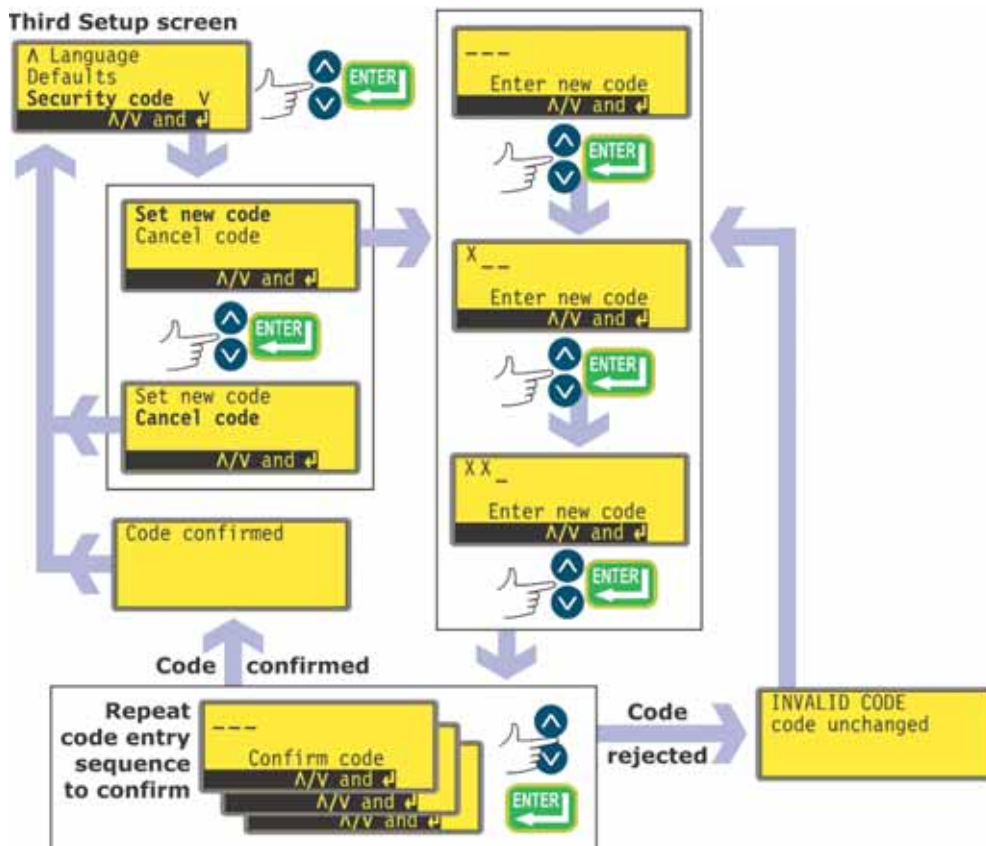 Third Setup screen
Λ Language
Defaults
Security code V
Λ/V and ↲
ENTER
Set new code
Cancel code
Λ/V and ↲
ENTER
Set new code
Cancel code
Λ/V and ↲
Code confirmed
Code confirmed
_ _ _
Enter new code
Λ/V and ↲
ENTER
X _ _
Enter new code
Λ/V and ↲
ENTER
X X _
Enter new code
Λ/V and ↲
ENTER
Repeat
code entry
sequence
to confirm
_ _ _
Confirm code
Λ/V and ↲
Λ/V and ↲
Λ/V and ↲
ENTER
Code
rejected
INVALID CODE
code unchanged